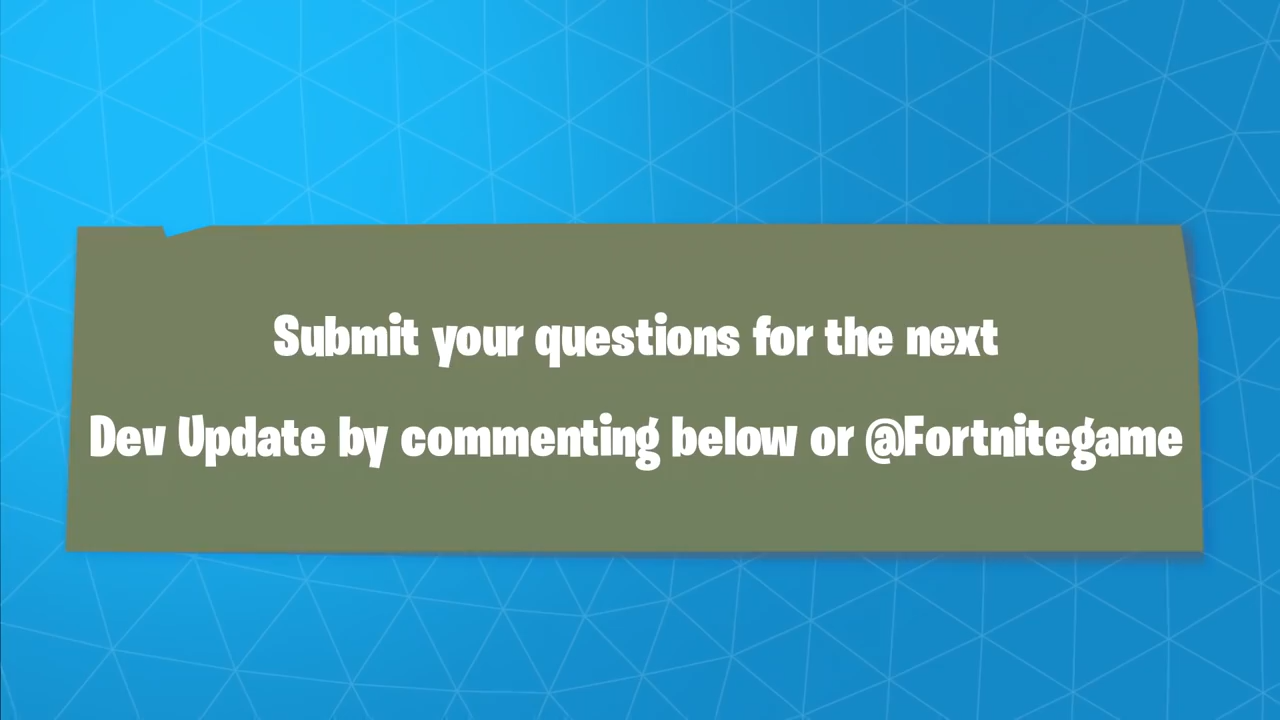 Submit your questions for the next
Dev Update by commenting below or @Fortnitegame